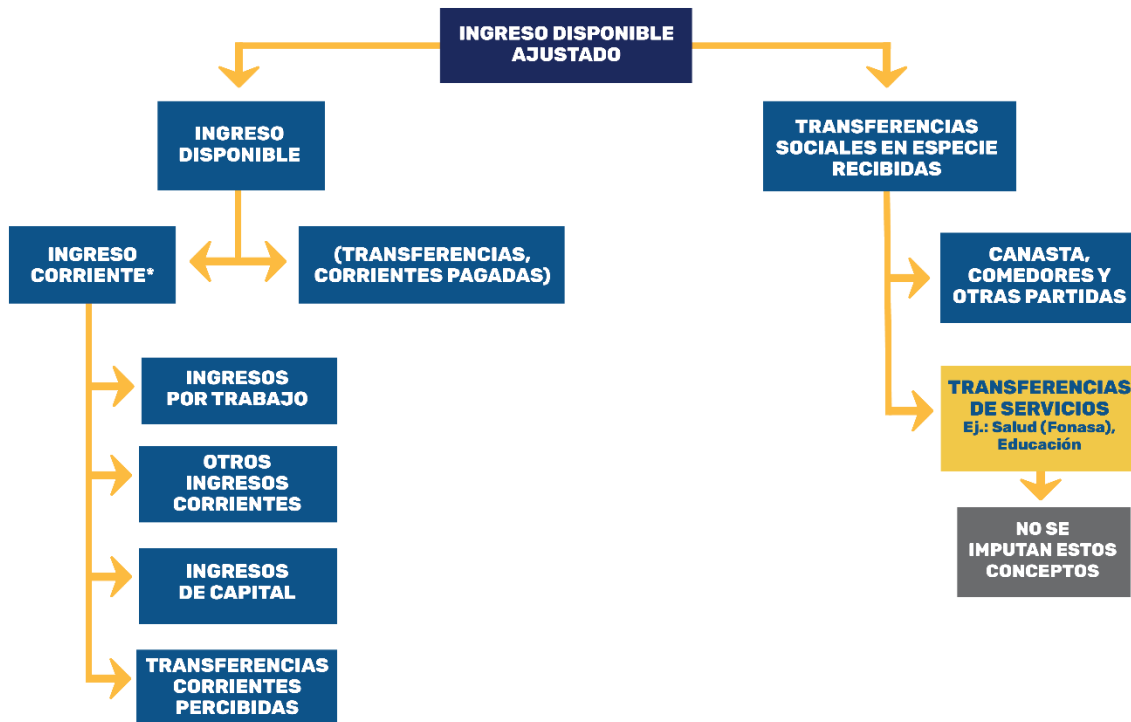 INGRESO DISPONIBLE
AJUSTADO
INGRESO
DISPONIBLE
TRANSFERENCIAS
SOCIALES EN ESPECIE
RECIBIDAS
INGRESO
CORRIENTE*
(TRANSFERENCIAS,
CORRIENTES PAGADAS)
CANASTA,
COMEDORES Y
OTRAS PARTIDAS
INGRESOS
POR TRABAJO
TRANSFERENCIAS
DE SERVICIOS
Ej.: Salud (Fonasa),
Educación
OTROS
INGRESOS
CORRIENTES
NO SE
IMPUTAN ESTOS
CONCEPTOS
INGRESOS
DE CAPITAL
TRANSFERENCIAS
CORRIENTES
PERCIBIDAS